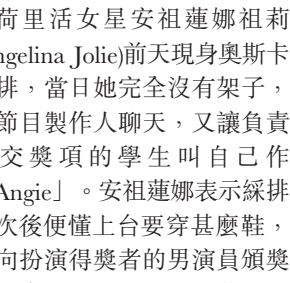 荷里活女星安祖蓮娜祖莉
ngelina Jolie)前天現身奧斯卡
排，當日她完全沒有架子，
節目製作人聊天，又讓負責
交獎項的學生叫自己作
Angie」。安祖蓮娜表示綵排
次後便懂上台要穿甚麼鞋，
向扮演得獎者的男演員頒獎